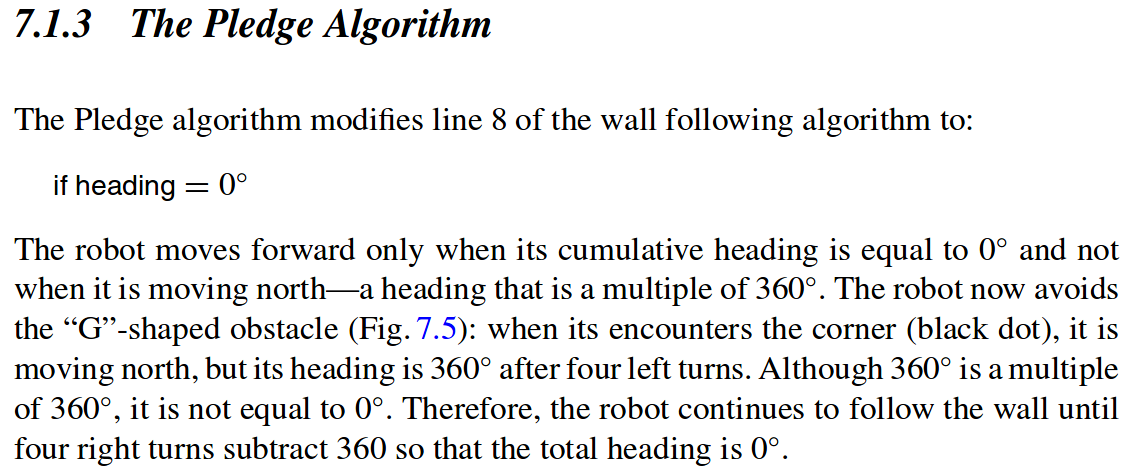 7.1.3 The Pledge Algorithm
The Pledge algorithm modifies line 8 of the wall following algorithm to:
if heading = 0°
The robot moves forward only when its cumulative heading is equal to 0° and not
when it is moving north—a heading that is a multiple of 360°. The robot now avoids
the “G”-shaped obstacle (Fig. 7.5): when its encounters the corner (black dot), it is
moving north, but its heading is 360° after four left turns. Although 360° is a multiple
of 360°, it is not equal to 0°. Therefore, the robot continues to follow the wall until
four right turns subtract 360 so that the total heading is 0°.